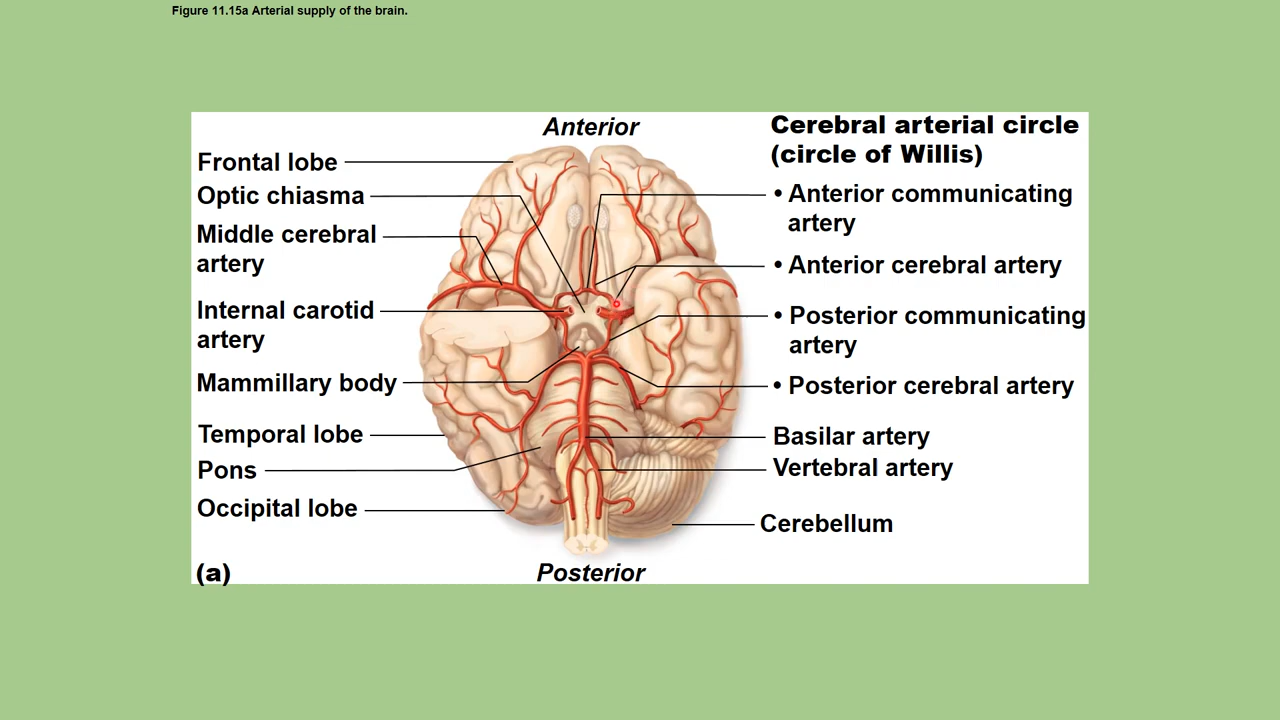 Figure 11.15a Arterial supply of the brain.
Anterior
Frontal lobe
Optic chiasma
Middle cerebral
artery
Internal carotid
artery
Mammillary body
Temporal lobe
Pons
Occipital lobe
(a)
Cerebral arterial circle
(circle of Willis)
• Anterior communicating
artery
• Anterior cerebral artery
• Posterior communicating
artery
• Posterior cerebral artery
Basilar artery
Vertebral artery
Cerebellum
Posterior